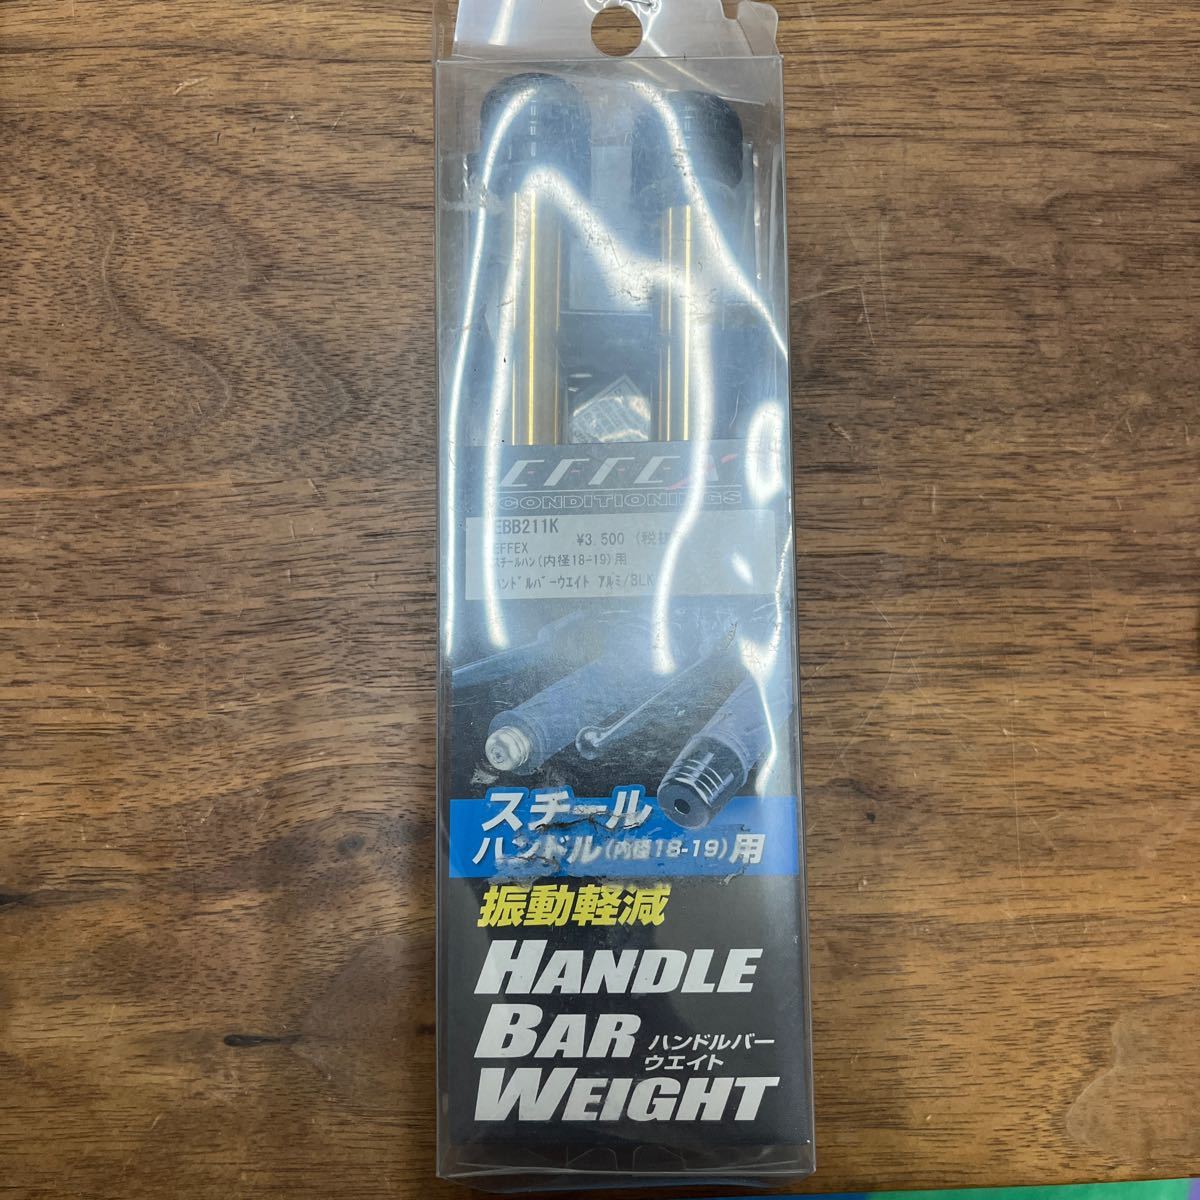 EFFEX
CONDITIONINGS
EBB211K
¥3,500 (税抜
EFFEX
スチールハン(内径18-19)用
ハンドルバーウエイト アルミ/BLK
スチール
ハンドル(内径18-19)用
振動軽減
HANDLE
BAR ハンドルバー
ウエイト
WEIGHT